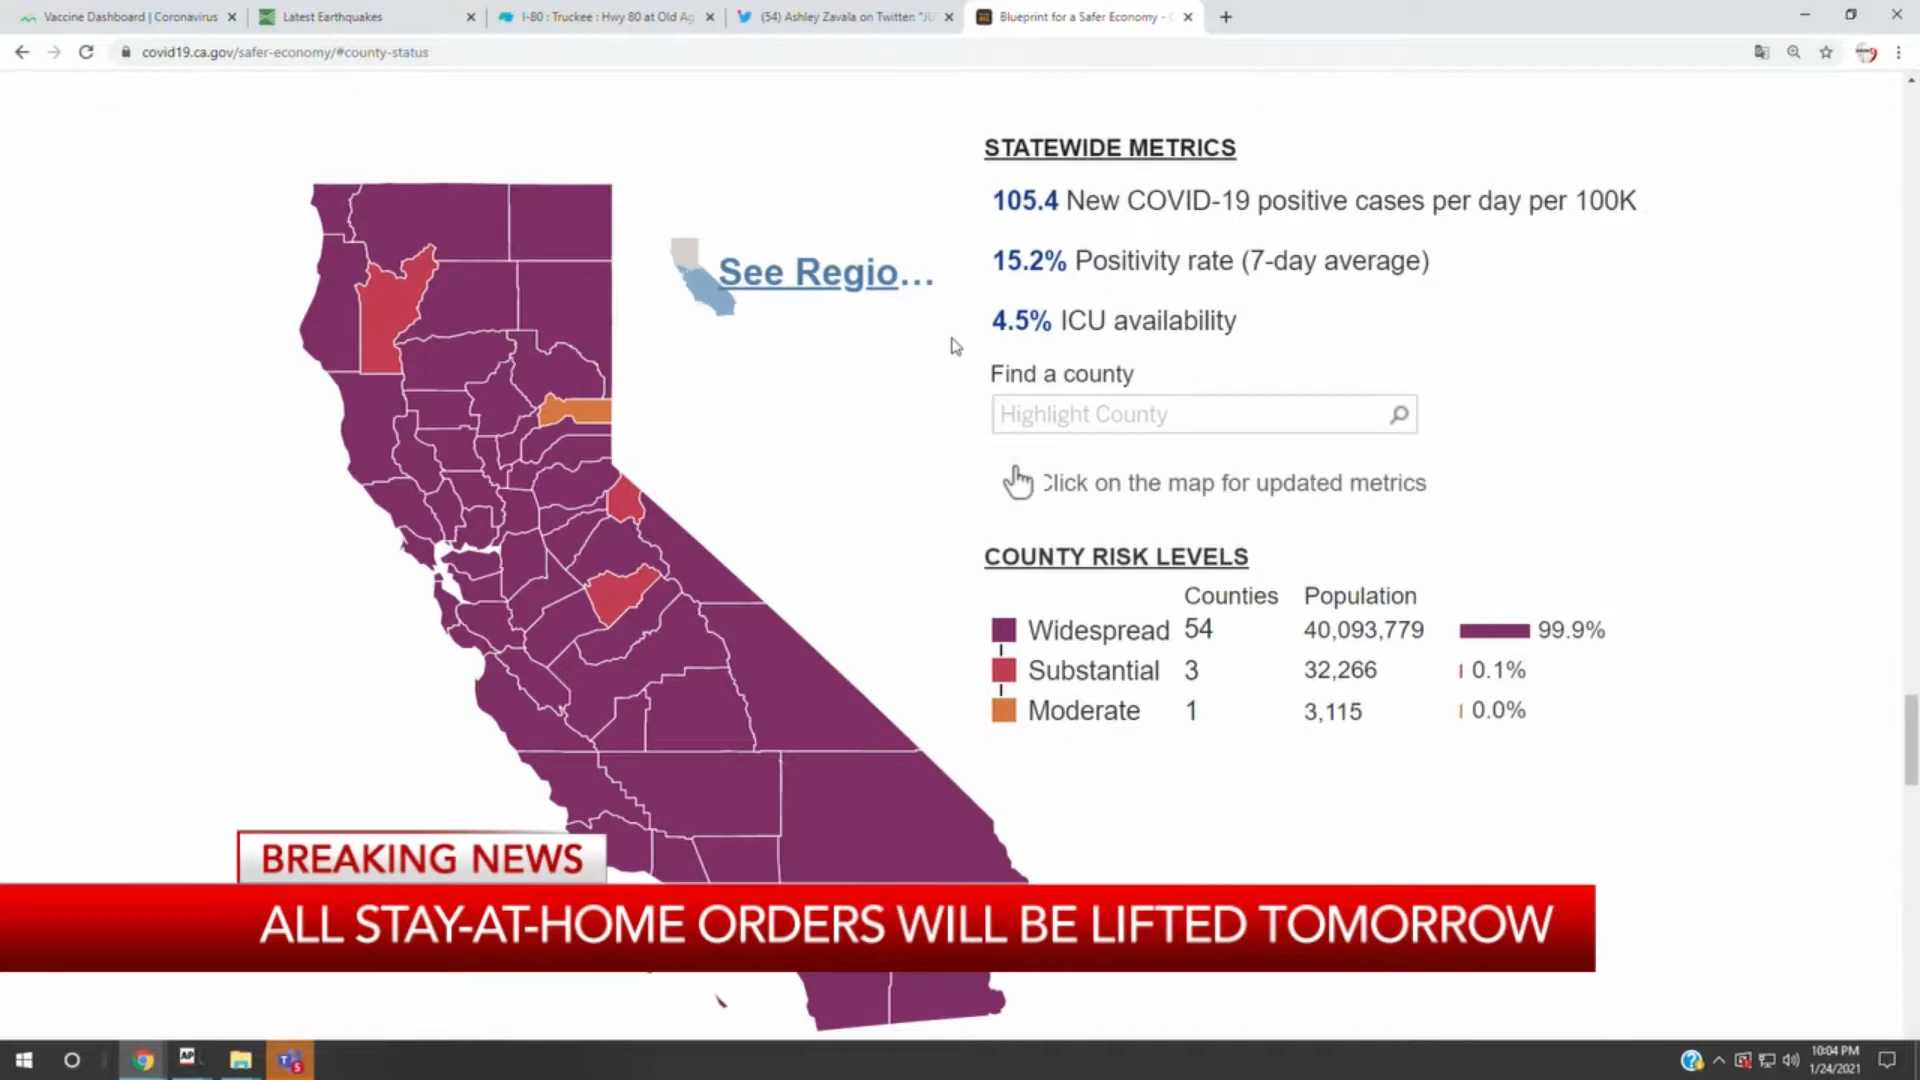 Vaccine Dashboard | Coronavirus
Latest Earthquakes
I-80 : Truckee : Hwy 80 at Old Ag
(54) Ashley Zavala on Twitter: "JU
Blueprint for a Safer Economy -
covid19.ca.gov/safer-economy/#county-status
STATEWIDE METRICS
105.4 New COVID-19 positive cases per day per 100K
15.2% Positivity rate (7-day average)
4.5% ICU availability
See Regio...
Find a county
Highlight County
Click on the map for updated metrics
COUNTY RISK LEVELS
Counties Population
Widespread 54 40,093,779 99.9%
Substantial 3 32,266 0.1%
Moderate 1 3,115 0.0%
BREAKING NEWS
ALL STAY-AT-HOME ORDERS WILL BE LIFTED TOMORROW
AP
5
10:04 PM
1/24/2021